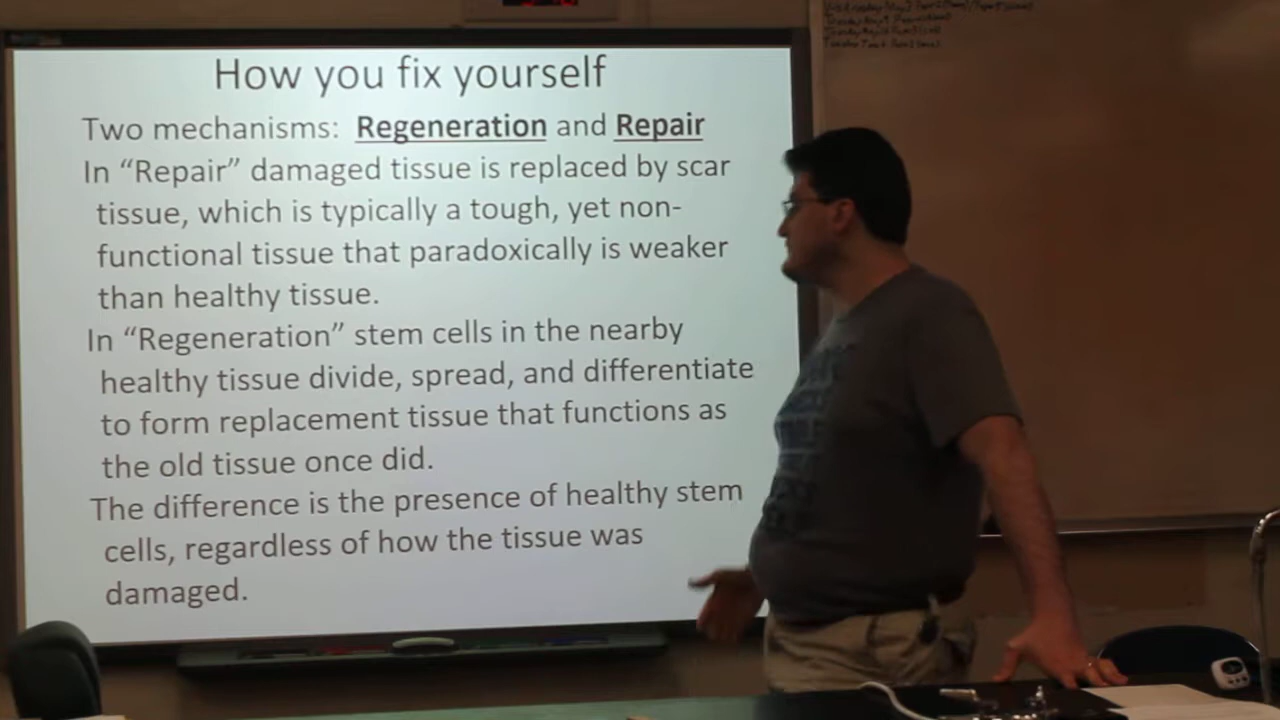 How you fix yourself
Two mechanisms: Regeneration and Repair
In “Repair” damaged tissue is replaced by scar
tissue, which is typically a tough, yet non-
functional tissue that paradoxically is weaker
than healthy tissue.
In “Regeneration” stem cells in the nearby
healthy tissue divide, spread, and differentiate
to form replacement tissue that functions as
the old tissue once did.
The difference is the presence of healthy stem
cells, regardless of how the tissue was
damaged.